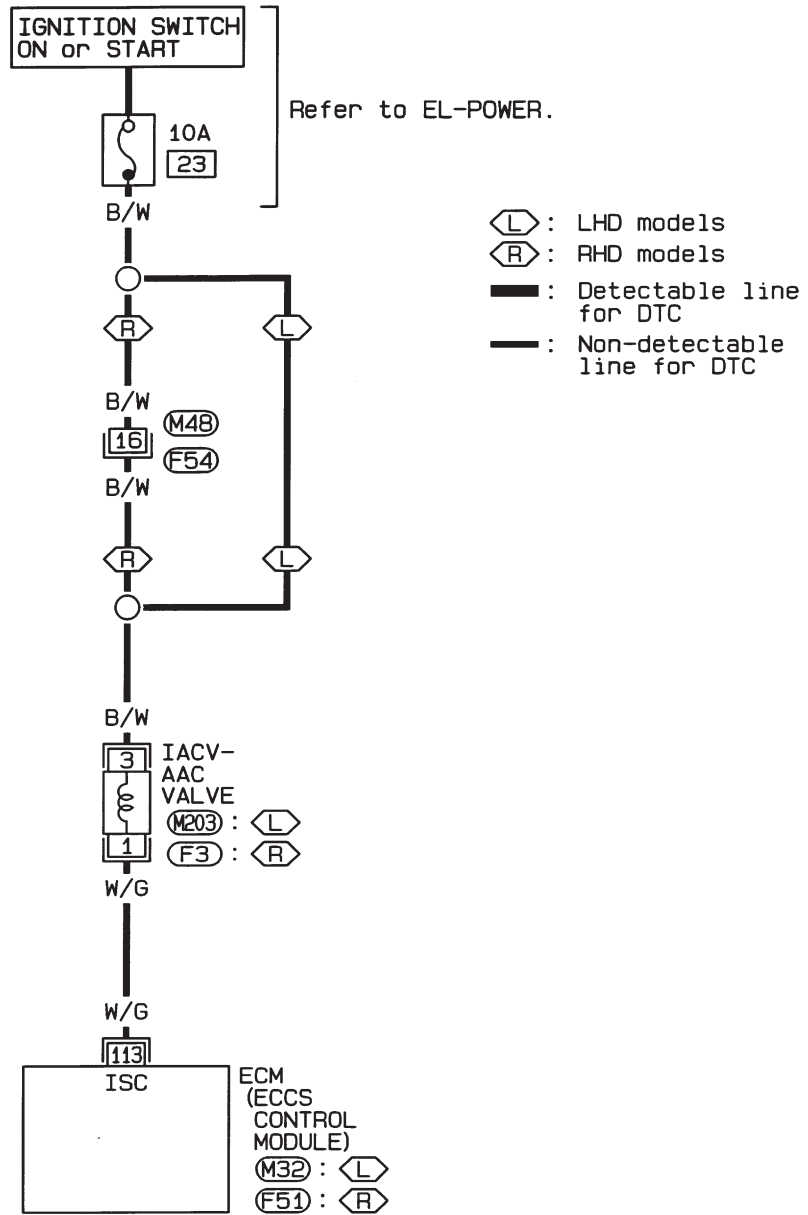 IGNITION SWITCH
ON or START
Refer to EL-POWER.
10A
23
B/W
L : LHD models
R : RHD models
: Detectable line
for DTC
: Non-detectable
line for DTC
R
L
B/W
16
M48
F54
B/W
R
L
B/W
3
IACV-
AAC
VALVE
M203 : L
1
F3 : R
W/G
W/G
113
ISC
ECM
(ECCS
CONTROL
MODULE)
M32 : L
F51 : R